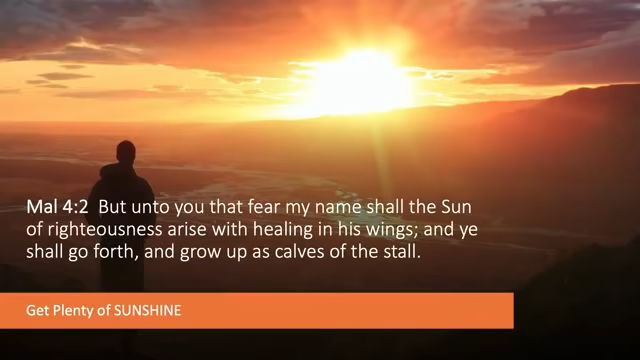 Mal 4:2  But unto you that fear my name shall the Sun
of righteousness arise with healing in his wings; and ye
shall go forth, and grow up as calves of the stall.
Get Plenty of SUNSHINE